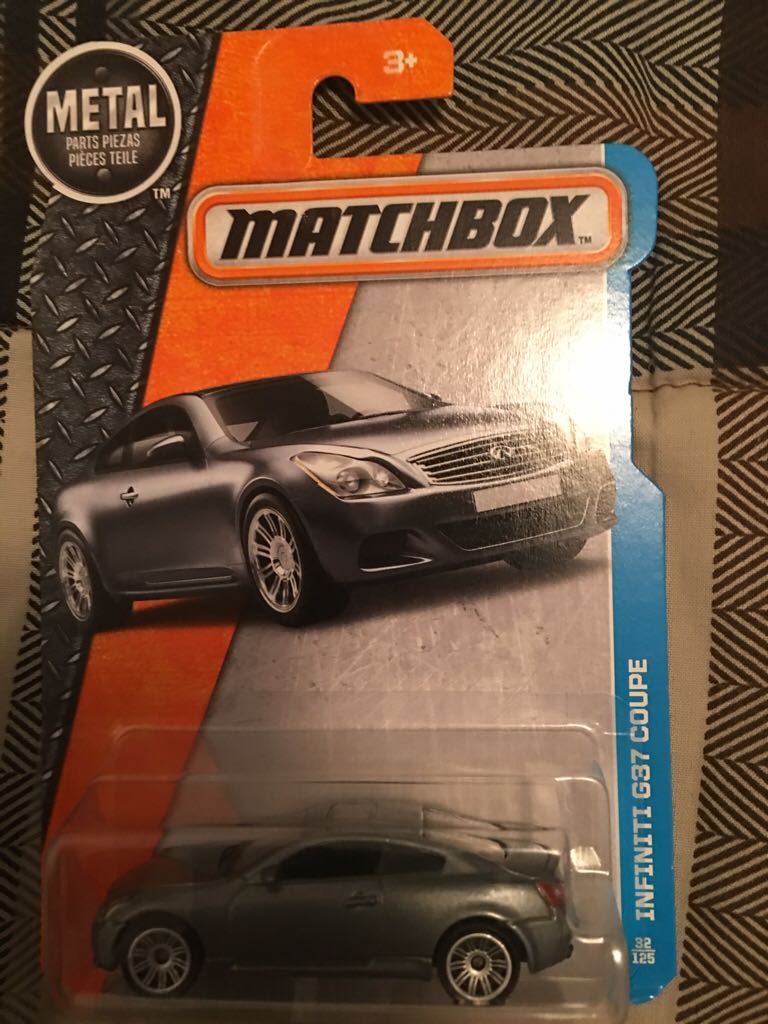 3+
METAL
PARTS PIEZAS
PIÈCES TEILE
TM
MATCHBOX TM
INFINITI G37 COUPE
32
125